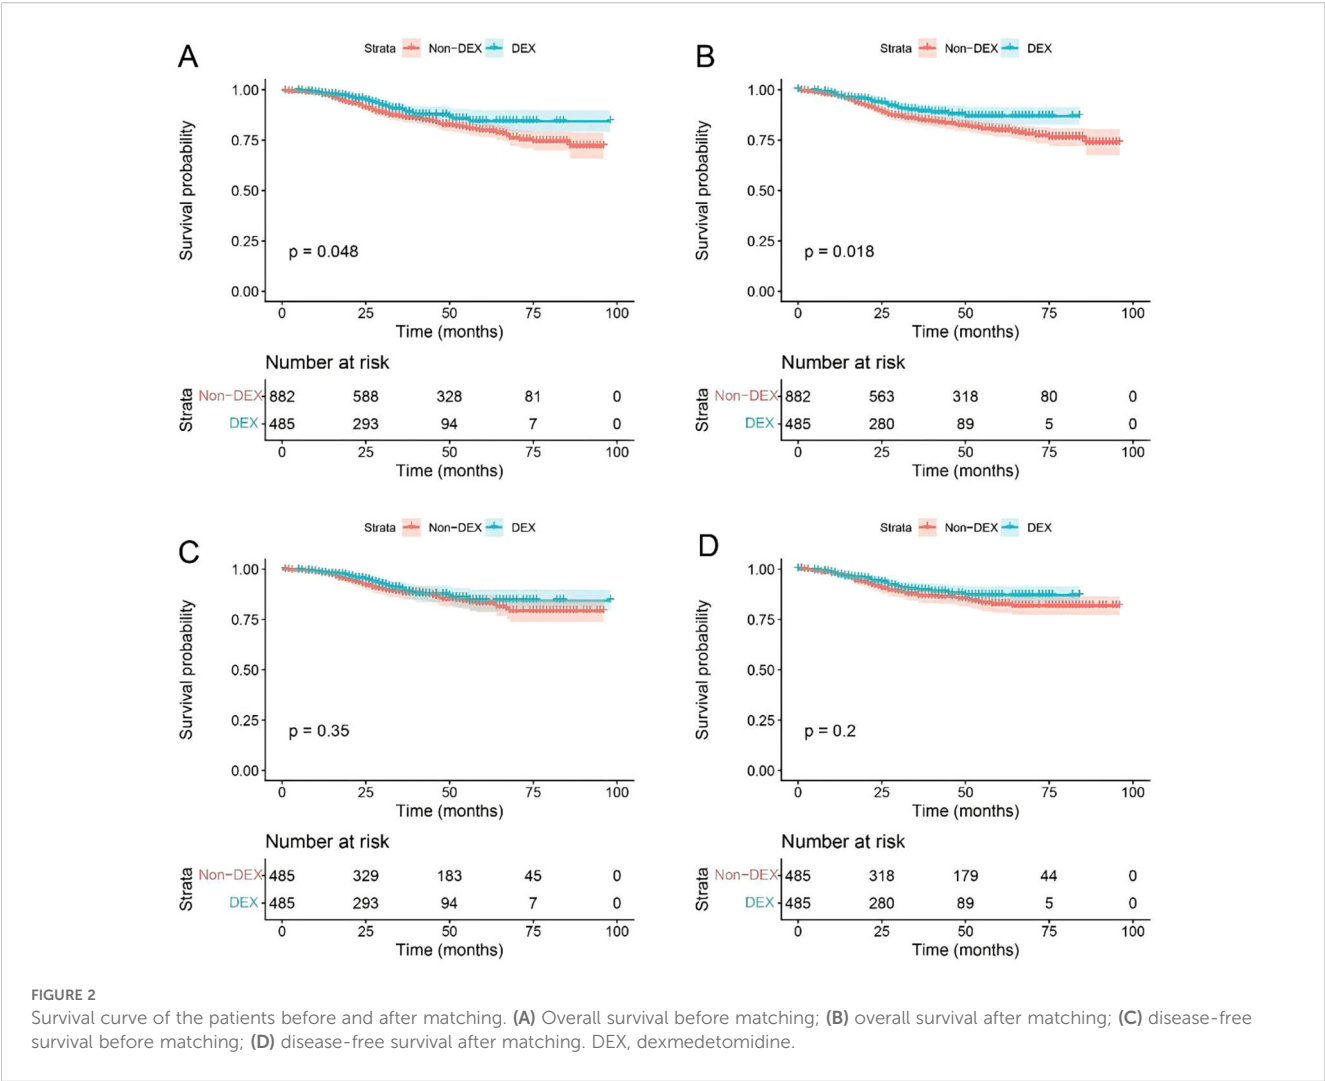 A
Strata Non-DEX DEX
Survival probability
1.00
0.75
0.50
0.25
0.00
p = 0.048
0 25 50 75 100
Time (months)
Number at risk
Strata
Non-DEX 882 588 328 81 0
DEX 485 293 94 7 0
0 25 50 75 100
Time (months)
B
Strata Non-DEX DEX
Survival probability
1.00
0.75
0.50
0.25
0.00
p = 0.018
0 25 50 75 100
Time (months)
Number at risk
Strata
Non-DEX 882 563 318 80 0
DEX 485 280 89 5 0
0 25 50 75 100
Time (months)
C
Strata Non-DEX DEX
Survival probability
1.00
0.75
0.50
0.25
0.00
p = 0.35
0 25 50 75 100
Time (months)
Number at risk
Strata
Non-DEX 485 329 183 45 0
DEX 485 293 94 7 0
0 25 50 75 100
Time (months)
D
Strata Non-DEX DEX
Survival probability
1.00
0.75
0.50
0.25
0.00
p = 0.2
0 25 50 75 100
Time (months)
Number at risk
Strata
Non-DEX 485 318 179 44 0
DEX 485 280 89 5 0
0 25 50 75 100
Time (months)
FIGURE 2
Survival curve of the patients before and after matching. (A) Overall survival before matching; (B) overall survival after matching; (C) disease-free
survival before matching; (D) disease-free survival after matching. DEX, dexmedetomidine.